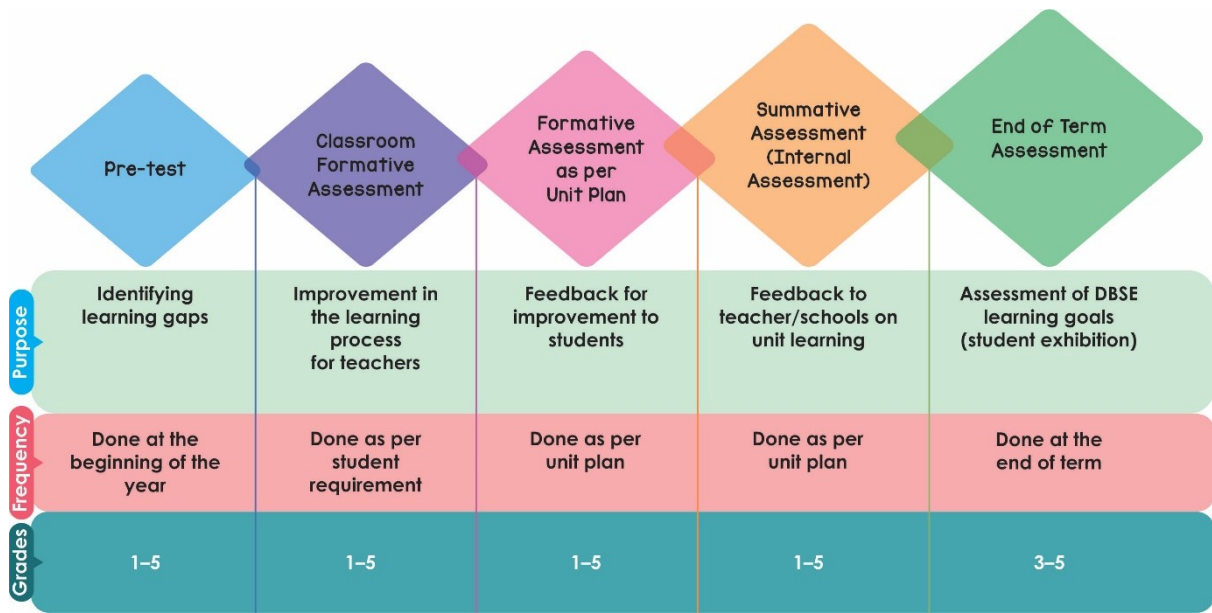 Pre-test
Classroom
Formative
Assessment
Formative
Assessment
as per
Unit Plan
Summative
Assessment
(Internal
Assessment)
End of Term
Assessment
Purpose
Identifying
learning gaps
Improvement in
the learning
process
for teachers
Feedback for
improvement to
students
Feedback to
teacher/schools on
unit learning
Assessment of DBSE
learning goals
(student exhibition)
Frequency
Done at the
beginning of the
year
Done as per
student
requirement
Done as per
unit plan
Done as per
unit plan
Done at the
end of term
Grades
1–5
1–5
1–5
1–5
3–5